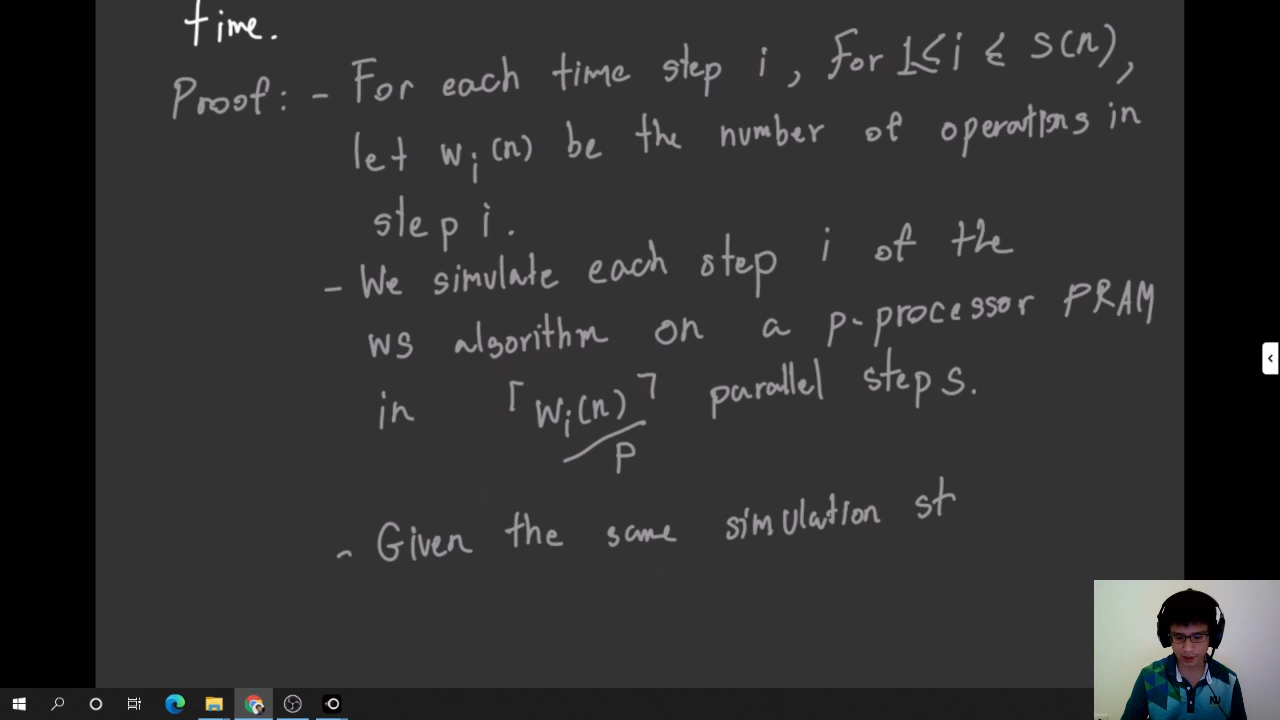 time.
Proof: - For each time step i, for 1 ≤ i ≤ S(n),
let wᵢ(n) be the number of operations in
step i.
- We simulate each step i of the
WS algorithm on a p-processor PRAM
in ⌈wᵢ(n)/p⌉ parallel steps.
- Given the same simulation st